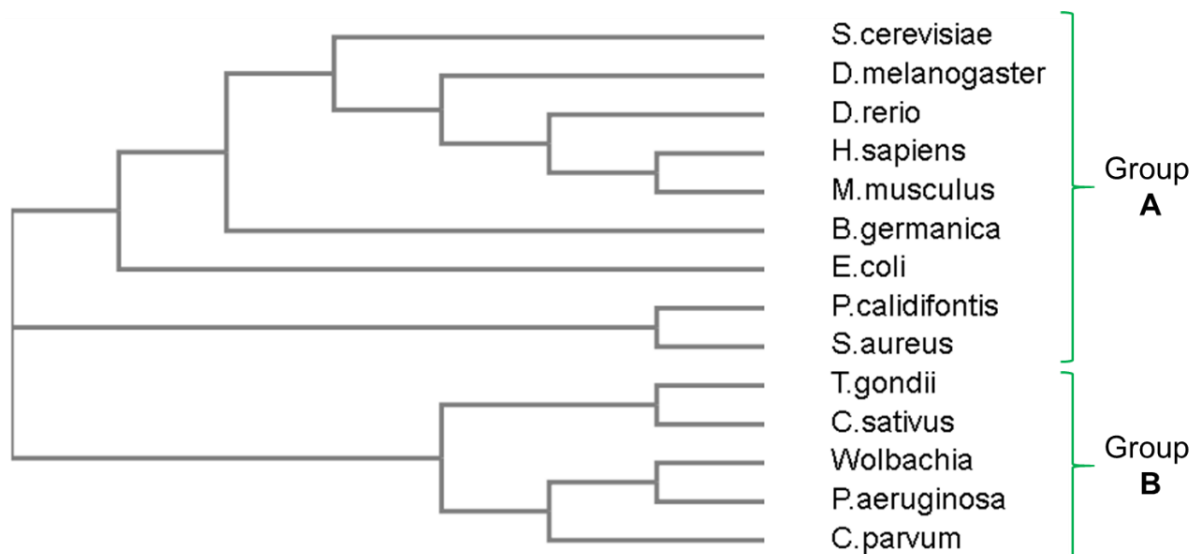 S.cerevisiae
D.melanogaster
D.rerio
H.sapiens
M.musculus
B.germanica
E.coli
P.calidifontis
S.aureus
T.gondii
C.sativus
Wolbachia
P.aeruginosa
C.parvum
Group
A
Group
B